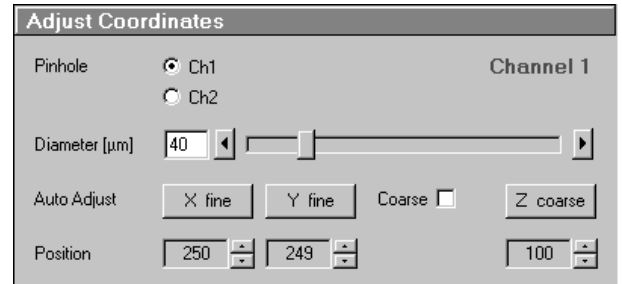 Adjust Coordinates
Pinhole Ch1 Channel 1
Ch2
Diameter [µm] 40
Auto Adjust X fine Y fine Coarse Z coarse
Position 250 249 100